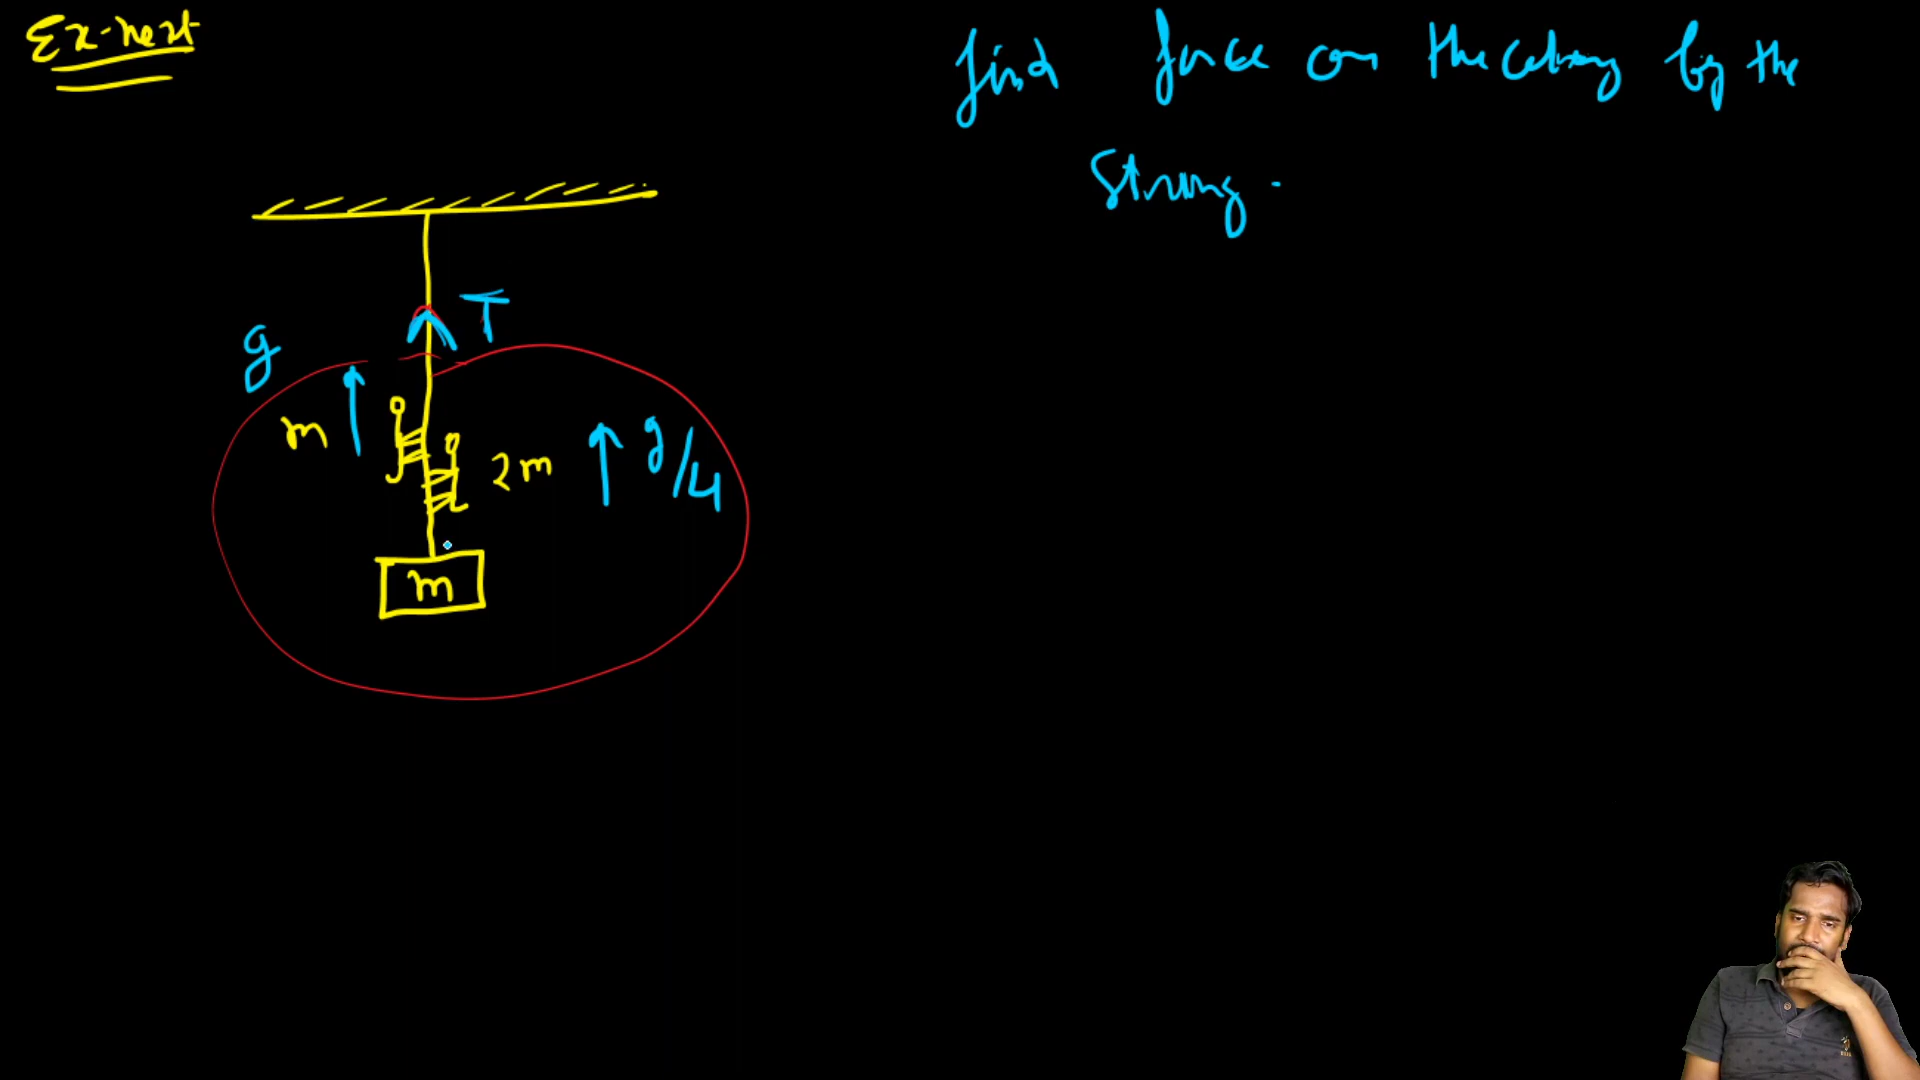 Ex-next
find force on the ceiling by the
string.
T
g
m
2m
g/4
m